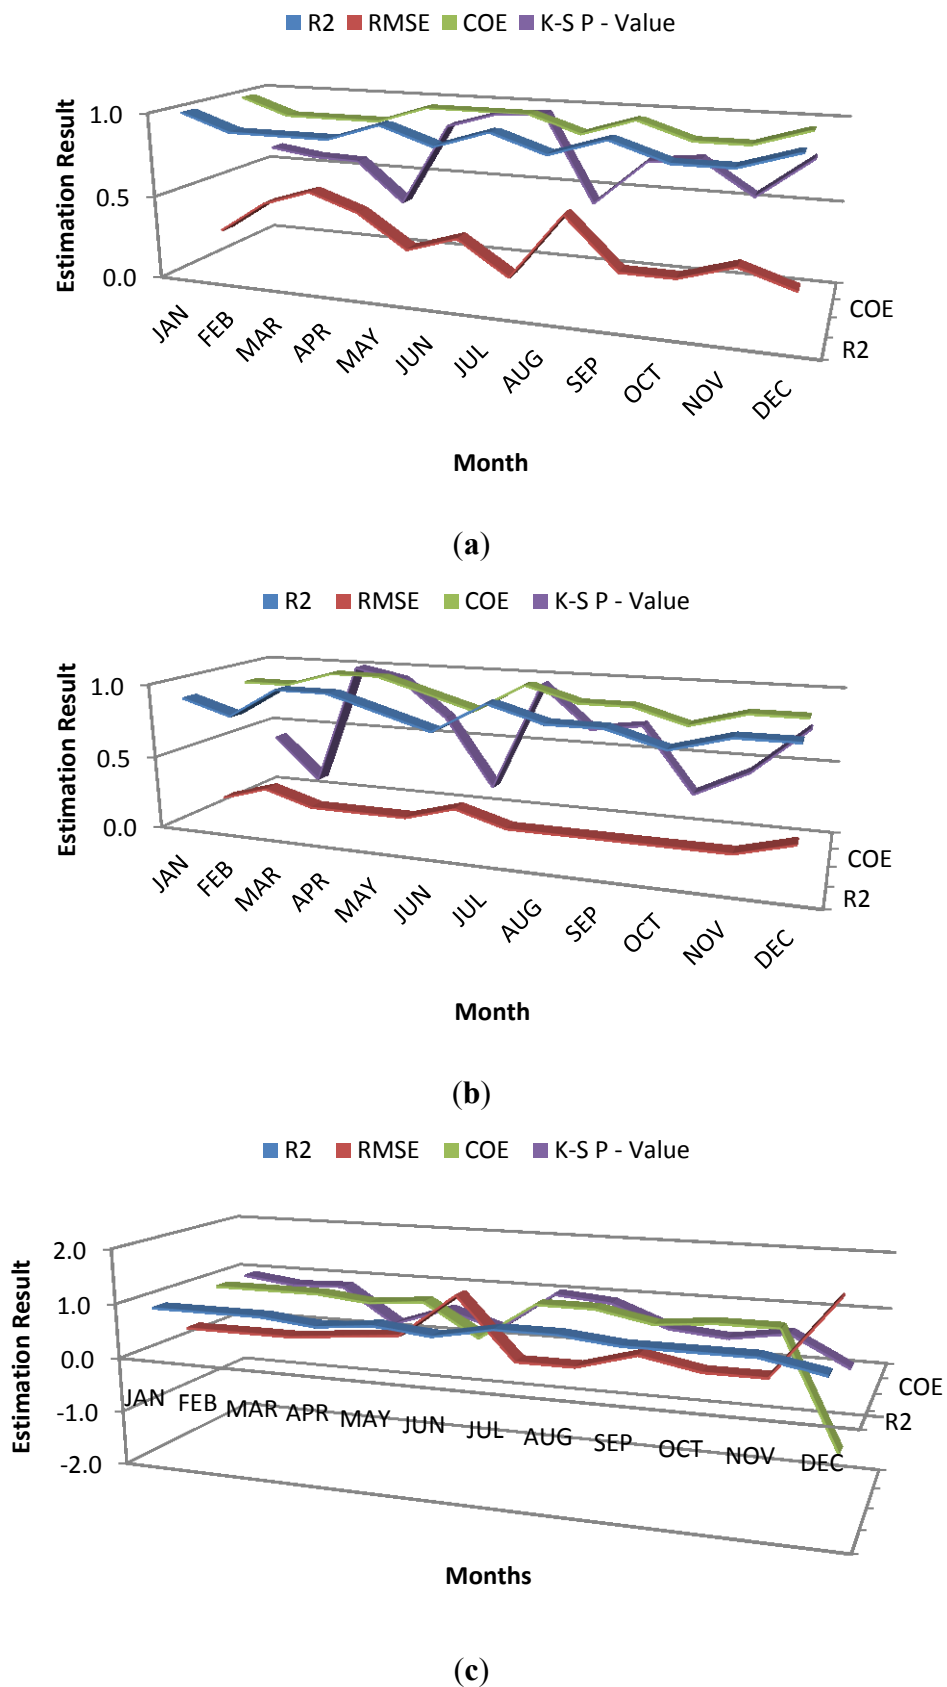 R2 RMSE COE K-S P - Value
Estimation Result
1.0
0.5
0.0
JAN FEB MAR APR MAY JUN JUL AUG SEP OCT NOV DEC
COE
R2
Month
(a)
R2 RMSE COE K-S P - Value
Estimation Result
1.0
0.5
0.0
JAN FEB MAR APR MAY JUN JUL AUG SEP OCT NOV DEC
COE
R2
Month
(b)
R2 RMSE COE K-S P - Value
Estimation Result
2.0
1.0
0.0
-1.0
-2.0
JAN FEB MAR APR MAY JUN JUL AUG SEP OCT NOV DEC
COE
R2
Months
(c)